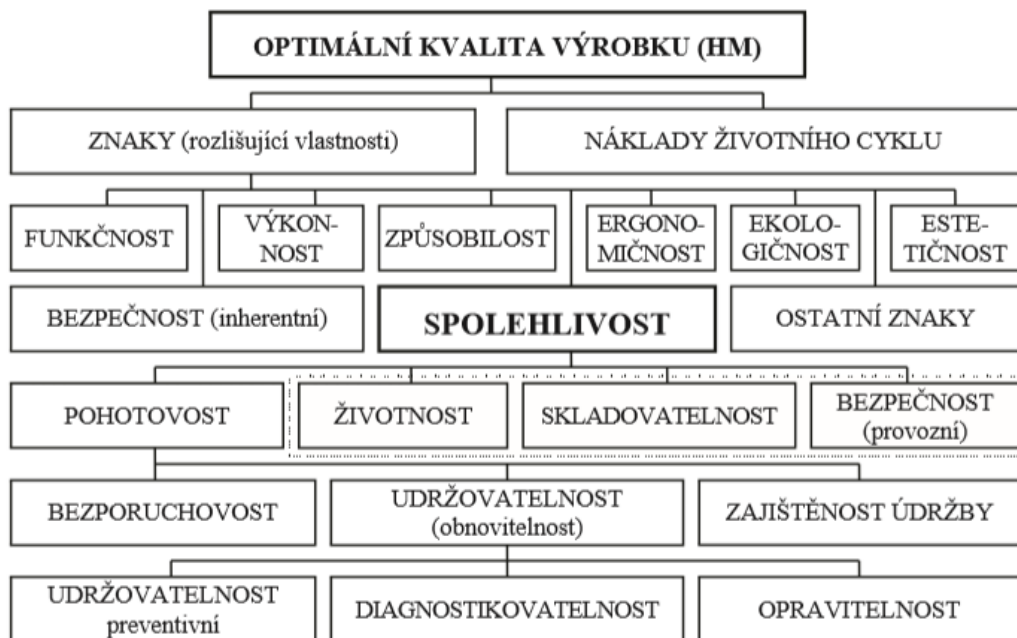 OPTIMÁLNÍ KVALITA VÝROBKU (HM)
ZNAKY (rozlišující vlastnosti)
NÁKLADY ŽIVOTNÍHO CYKLU
FUNKČNOST
VÝKON-
NOST
ZPŮSOBILOST
ERGONO-
MIČNOST
EKOLO-
GIČNOST
ESTE-
TIČNOST
BEZPEČNOST (inherentní)
SPOLEHLIVOST
OSTATNÍ ZNAKY
POHOTOVOST
ŽIVOTNOST
SKLADOVATELNOST
BEZPEČNOST
(provozní)
BEZPORUCHOVOST
UDRŽOVATELNOST
(obnovitelnost)
ZAJIŠTĚNOST ÚDRŽBY
UDRŽOVATELNOST
preventivní
DIAGNOSTIKOVATELNOST
OPRAVITELNOST